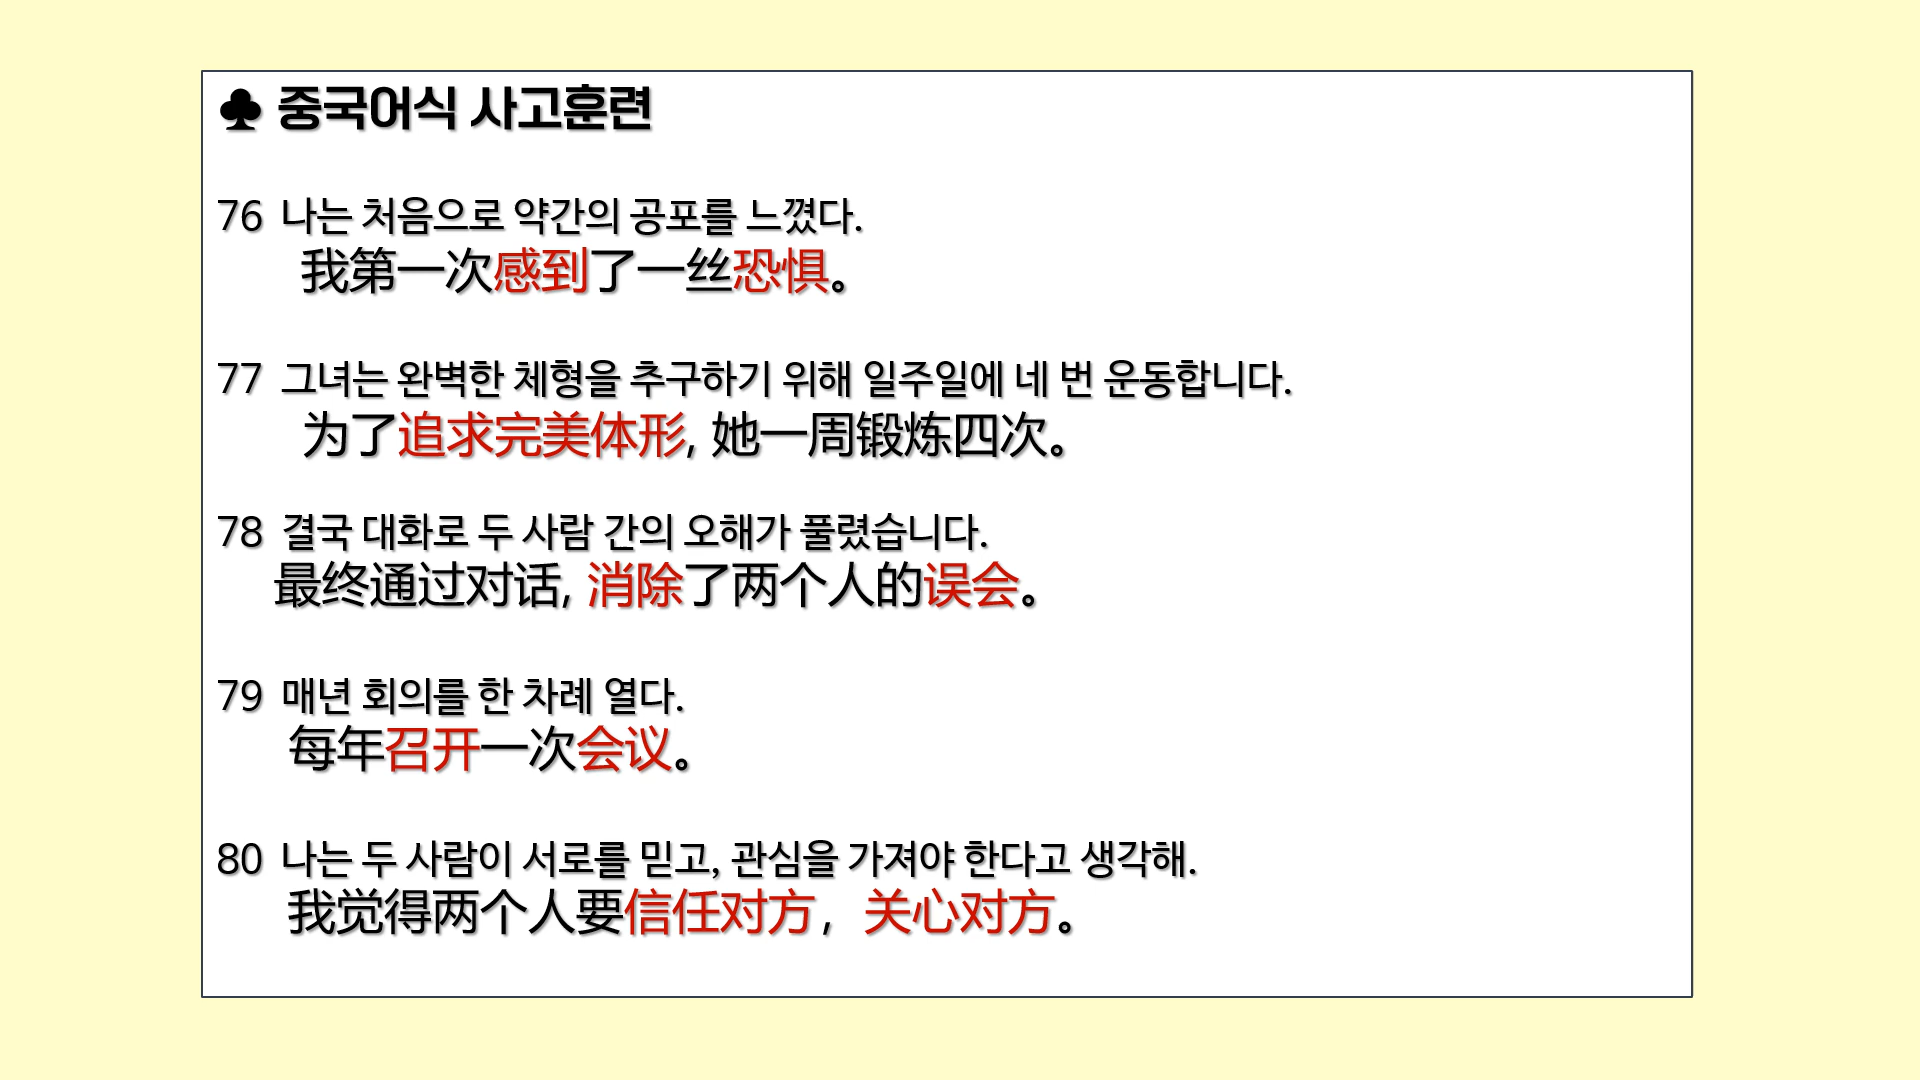 ♣ 중국어식 사고훈련
76 나는 처음으로 약간의 공포를 느꼈다.
我第一次感到了一丝恐惧。
77 그녀는 완벽한 체형을 추구하기 위해 일주일에 네 번 운동합니다.
为了追求完美体形, 她一周锻炼四次。
78 결국 대화로 두 사람 간의 오해가 풀렸습니다.
最终通过对话, 消除了两个人的误会。
79 매년 회의를 한 차례 열다.
每年召开一次会议。
80 나는 두 사람이 서로를 믿고, 관심을 가져야 한다고 생각해.
我觉得两个人要信任对方，关心对方。